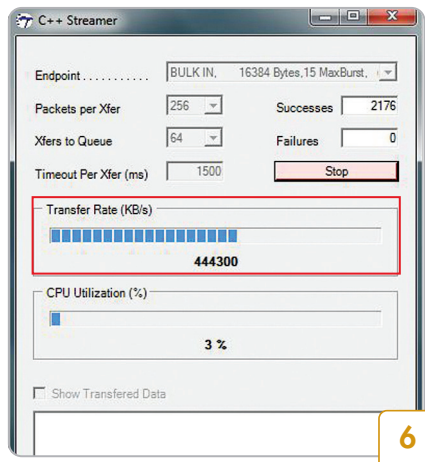 C++ Streamer
Endpoint . . . . . . . . . . . BULK IN, 16384 Bytes,15 MaxBurst,
Packets per Xfer 256 Successes 2176
Xfers to Queue 64 Failures 0
Timeout Per Xfer (ms) 1500 Stop
Transfer Rate (KB/s)
444300
CPU Utilization (%)
3 %
Show Transfered Data
6